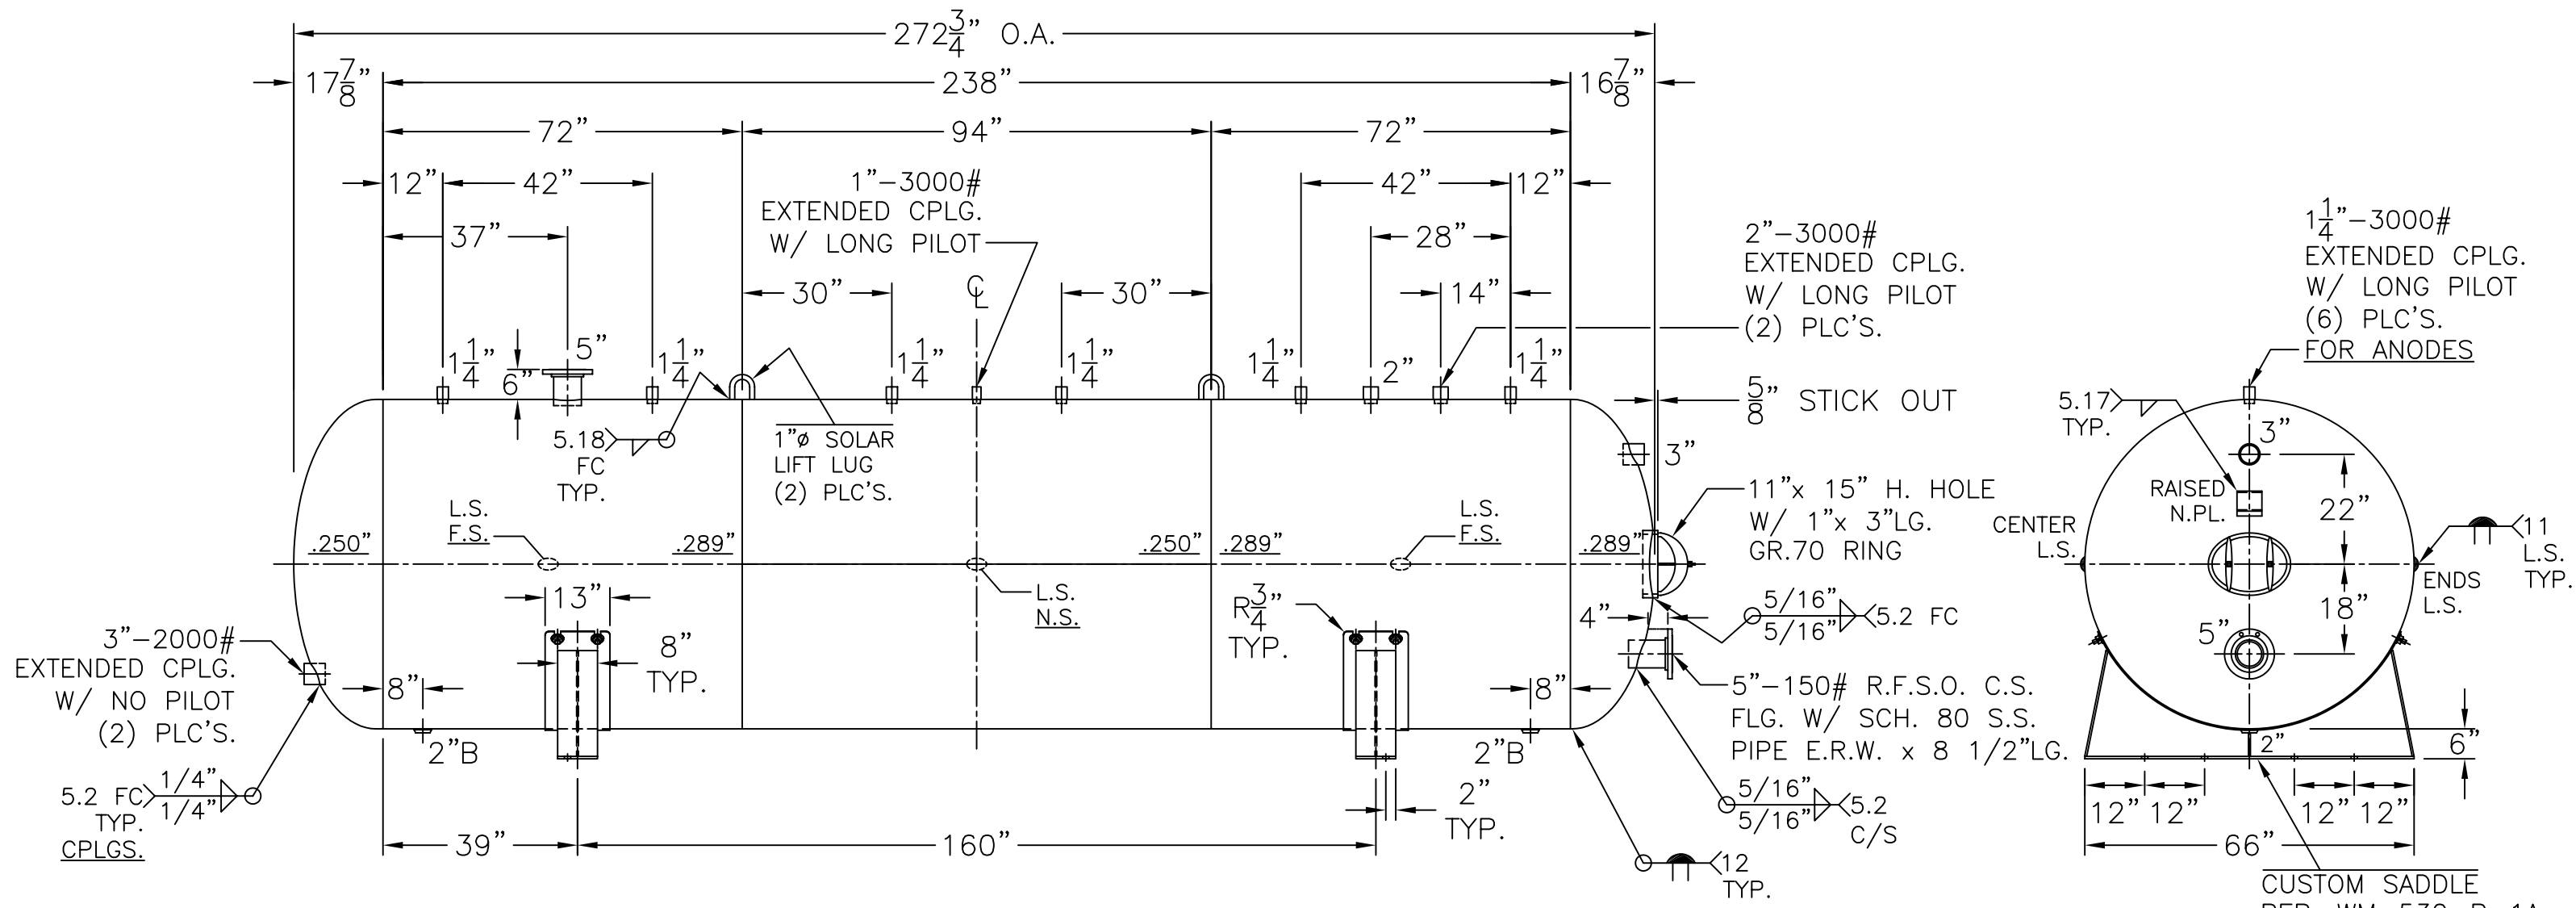 272 3/4" O.A.
17 7/8"
238"
16 7/8"
72"
94"
72"
12"
42"
1"-3000#
EXTENDED CPLG.
W/ LONG PILOT
42"
12"
37"
28"
2"-3000#
EXTENDED CPLG.
W/ LONG PILOT
(2) PLC'S.
1 1/4"-3000#
EXTENDED CPLG.
W/ LONG PILOT
(6) PLC'S.
FOR ANODES
30"
CL
30"
14"
1 1/4"
6"
5"
1 1/4"
1 1/4"
1 1/4"
1 1/4"
2"
1 1/4"
5/8" STICK OUT
5.18
FC
TYP.
1"ø SOLAR
LIFT LUG
(2) PLC'S.
3"
5.17
TYP.
3"
RAISED
N.PL.
22"
11"x 15" H. HOLE
W/ 1"x 3"LG.
GR.70 RING
L.S.
F.S.
L.S.
F.S.
CENTER
L.S.
11
L.S.
TYP.
.250"
.289"
.250"
.289"
.289"
ENDS
L.S.
13"
L.S.
N.S.
R3/4"
TYP.
4"
5/16"
5/16"
5.2 FC
18"
5"
3"-2000#
EXTENDED CPLG.
W/ NO PILOT
(2) PLC'S.
8"
TYP.
8"
8"
5"-150# R.F.S.O. C.S.
FLG. W/ SCH. 80 S.S.
PIPE E.R.W. x 8 1/2"LG.
2"B
2"B
2"
6"
5.2 FC
TYP.
CPLGS.
1/4"
1/4"
2"
TYP.
5/16"
5/16"
5.2
C/S
12"
12"
12"
12"
39"
160"
66"
12
TYP.
CUSTOM SADDLE